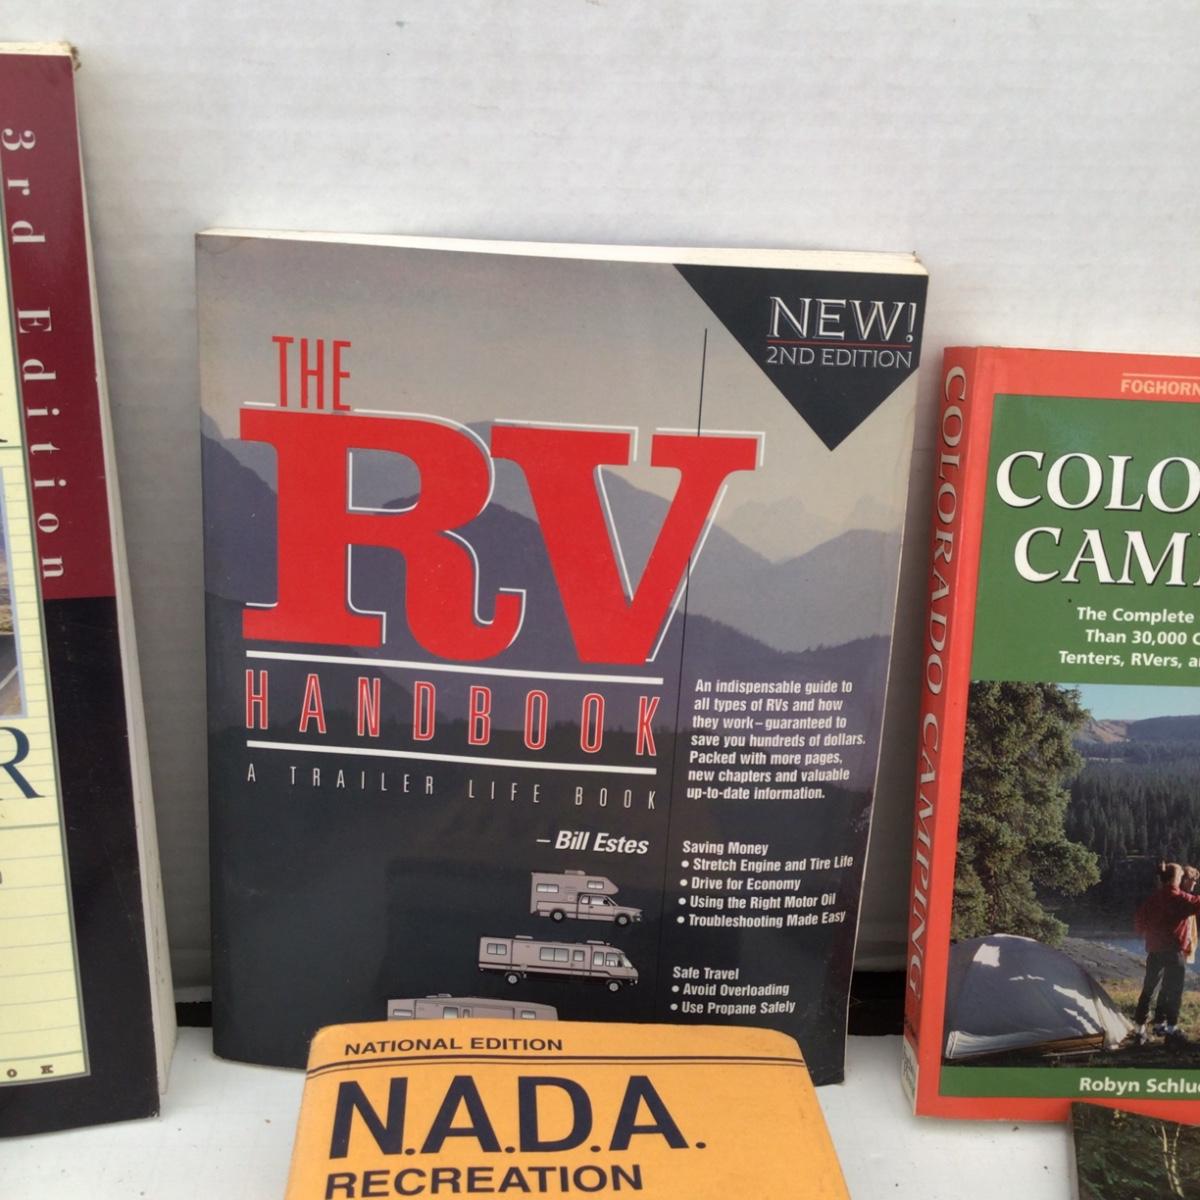 3rd Edition
R
O K
THE
RV
HANDBOOK
A TRAILER LIFE BOOK
– Bill Estes
NEW!
2ND EDITION
An indispensable guide to
all types of RVs and how
they work – guaranteed to
save you hundreds of dollars.
Packed with more pages,
new chapters and valuable
up-to-date information.
Saving Money
• Stretch Engine and Tire Life
• Drive for Economy
• Using the Right Motor Oil
• Troubleshooting Made Easy
Safe Travel
• Avoid Overloading
• Use Propane Safely
NATIONAL EDITION
N.A.D.A.
RECREATION
COLORADO CAMPING
FOGHORN
COLO
CAM
The Complete
Than 30,000 C
Tenters, RVers, a
Robyn Schlue